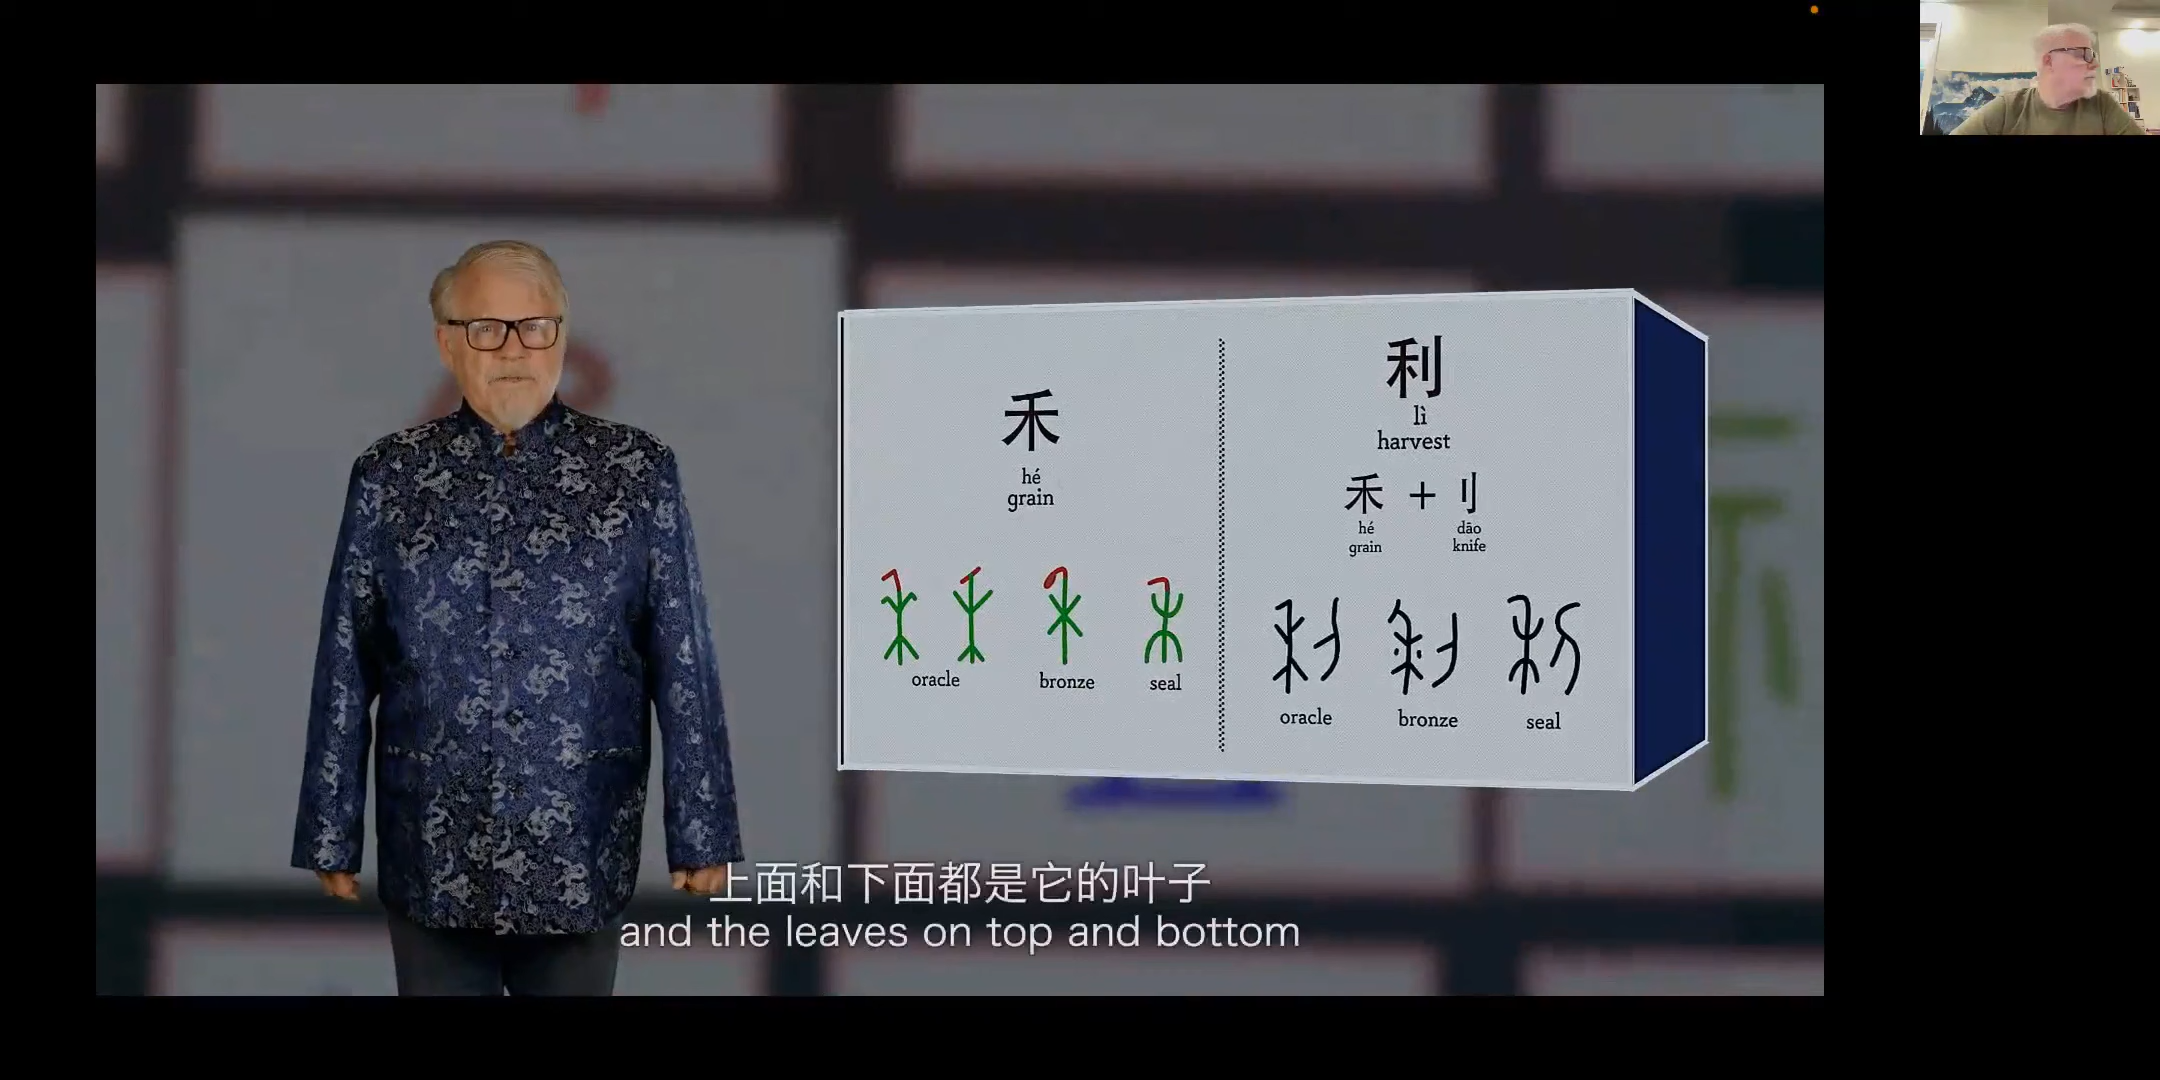 禾
hé
grain
oracle
bronze
seal
利
lì
harvest
禾 + 刂
hé
grain
dāo
knife
oracle
bronze
seal
上面和下面都是它的叶子
and the leaves on top and bottom